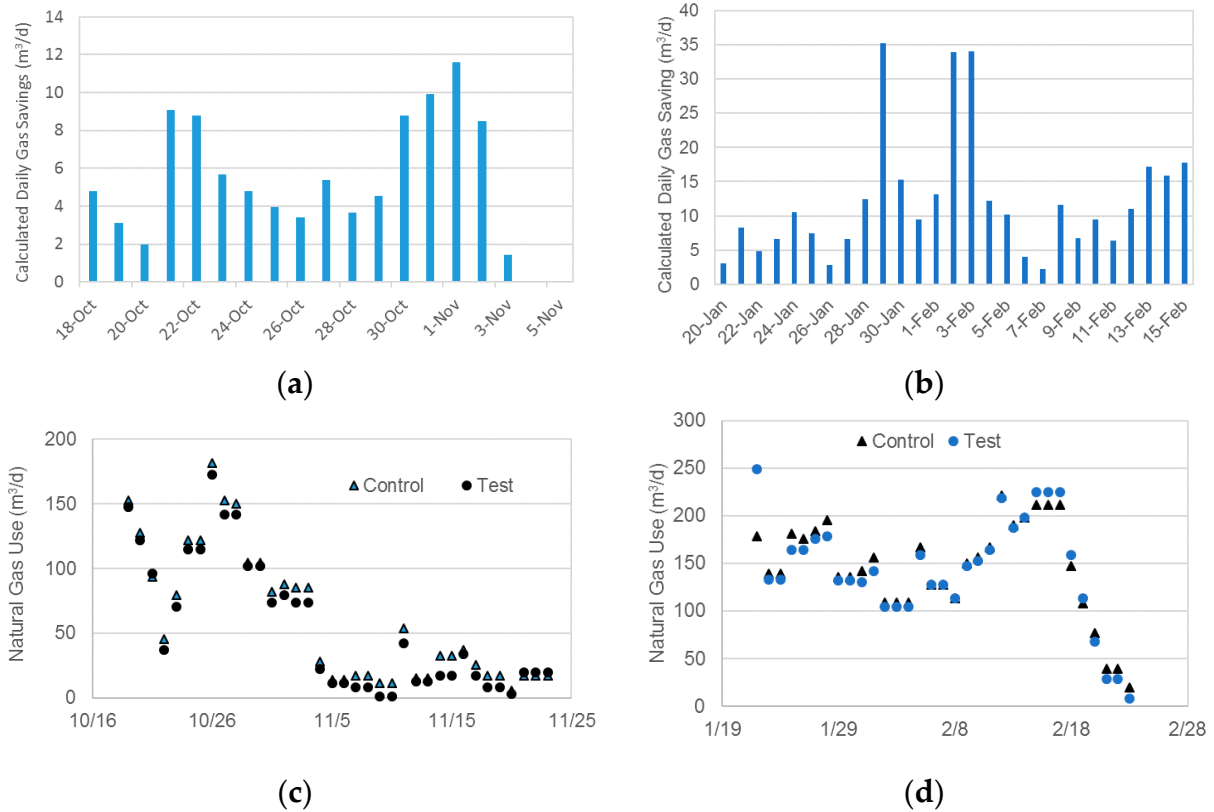 Calculated Daily Gas Savings (m³/d)
14
12
10
8
6
4
2
0
18-Oct
20-Oct
22-Oct
24-Oct
26-Oct
28-Oct
30-Oct
1-Nov
3-Nov
5-Nov
(a)
Calculated Daily Gas Saving (m³/d)
40
35
30
25
20
15
10
5
0
20-Jan
22-Jan
24-Jan
26-Jan
28-Jan
30-Jan
1-Feb
3-Feb
5-Feb
7-Feb
9-Feb
11-Feb
13-Feb
15-Feb
(b)
Natural Gas Use (m³/d)
200
150
100
50
0
Control Test
10/16 10/26 11/5 11/15 11/25
(c)
Natural Gas Use (m³/d)
300
250
200
150
100
50
0
Control Test
1/19 1/29 2/8 2/18 2/28
(d)